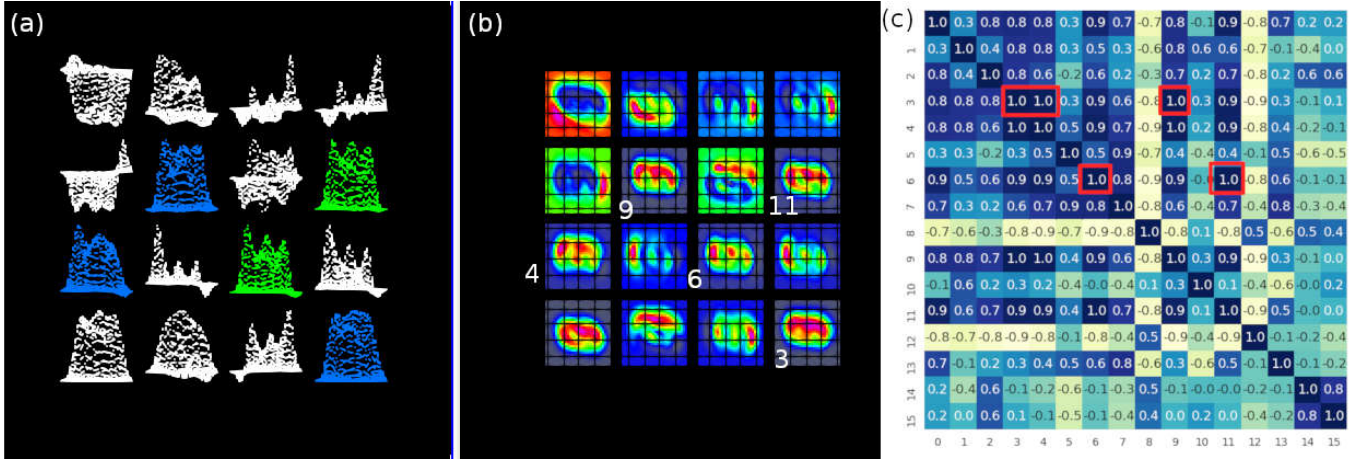 (a)
(b)
9
11
4
6
3
(c)
1.0 0.3 0.8 0.8 0.8 0.3 0.9 0.7 -0.7 0.8 -0.1 0.9 -0.8 0.7 0.2 0.2
1 0.3 1.0 0.4 0.8 0.8 0.3 0.5 0.3 -0.6 0.8 0.6 0.6 -0.7 -0.1 -0.4 0.0
2 0.8 0.4 1.0 0.8 0.6 -0.2 0.6 0.2 -0.3 0.7 0.2 0.7 -0.8 0.2 0.6 0.6
3 0.8 0.8 0.8 1.0 1.0 0.3 0.9 0.6 -0.8 1.0 0.3 0.9 -0.9 0.3 -0.1 0.1
4 0.8 0.8 0.6 1.0 1.0 0.5 0.9 0.7 -0.9 1.0 0.2 0.9 -0.8 0.4 -0.2 -0.1
5 0.3 0.3 -0.2 0.3 0.5 1.0 0.5 0.9 -0.7 0.4 -0.4 0.4 -0.1 0.5 -0.6 -0.5
6 0.9 0.5 0.6 0.9 0.9 0.5 1.0 0.8 -0.9 0.9 1.0 -0.8 0.6 -0.1 -0.1
7 0.7 0.3 0.2 0.6 0.7 0.9 0.8 1.0 -0.8 0.6 -0.4 0.7 -0.4 0.8 -0.3 -0.4
8 -0.7 -0.6 -0.3 -0.8 -0.9 -0.7 -0.9 -0.8 1.0 -0.8 0.1 -0.8 0.5 -0.6 0.5 0.4
9 0.8 0.8 0.7 1.0 1.0 0.4 0.9 0.6 -0.8 1.0 0.3 0.9 -0.9 0.3 -0.1 0.0
10 -0.1 0.6 0.2 0.3 0.2 -0.4 -0.0 -0.4 0.1 0.3 1.0 0.1 -0.4 -0.6 -0.0 0.2
11 0.9 0.6 0.7 0.9 0.9 0.4 1.0 0.7 -0.8 0.9 0.1 1.0 -0.9 0.5 -0.0 0.0
12 -0.8 -0.7 -0.8 -0.9 -0.8 -0.1 -0.8 -0.4 0.5 -0.9 -0.4 -0.9 1.0 -0.1 -0.2 -0.4
13 0.7 -0.1 0.2 0.3 0.4 0.5 0.6 0.8 -0.6 0.3 -0.6 0.5 -0.1 1.0 -0.1 -0.2
14 0.2 -0.4 0.6 -0.1 -0.2 -0.6 -0.1 -0.3 0.5 -0.1 -0.0 -0.0 -0.2 -0.1 1.0 0.8
15 0.2 0.0 0.6 0.1 -0.1 -0.5 -0.1 -0.4 0.4 0.0 0.2 0.0 -0.4 -0.2 0.8 1.0
0 1 2 3 4 5 6 7 8 9 10 11 12 13 14 15